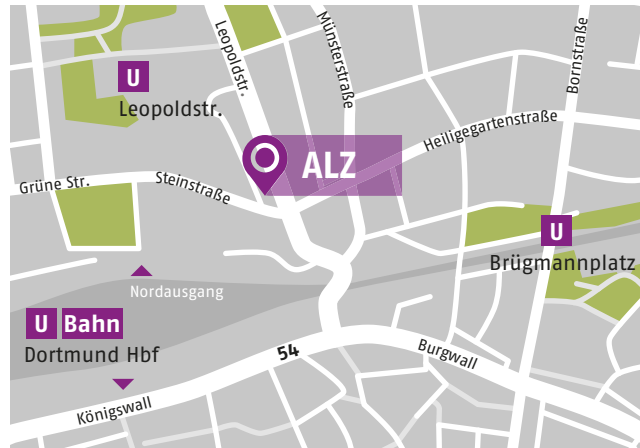 Leopoldstr.
Münsterstraße
Bornstraße
U
Leopoldstr.
Heiligegartenstraße
ALZ
Grüne Str.
Steinstraße
U
Brügmannplatz
Nordausgang
U Bahn
Dortmund Hbf
54
Burgwall
Königswall